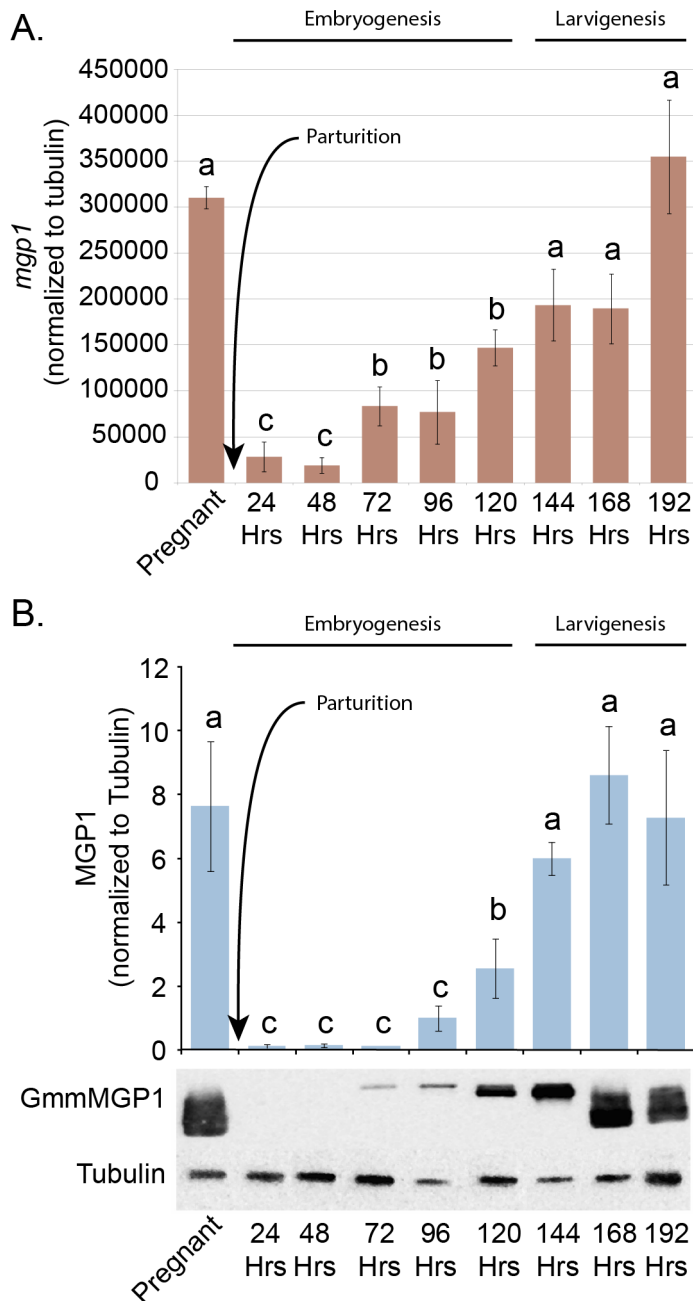 A.
Embryogenesis
Larvigenesis
mgp1
(normalized to tubulin)
450000
400000
350000
300000
250000
200000
150000
100000
50000
0
Parturition
a
c
c
b
b
b
a
a
a
Pregnant
24 Hrs
48 Hrs
72 Hrs
96 Hrs
120 Hrs
144 Hrs
168 Hrs
192 Hrs
B.
Embryogenesis
Larvigenesis
MGP1
(normalized to Tubulin)
12
10
8
6
4
2
0
Parturition
a
c
c
c
c
b
a
a
a
GmmMGP1
Tubulin
Pregnant
24 Hrs
48 Hrs
72 Hrs
96 Hrs
120 Hrs
144 Hrs
168 Hrs
192 Hrs